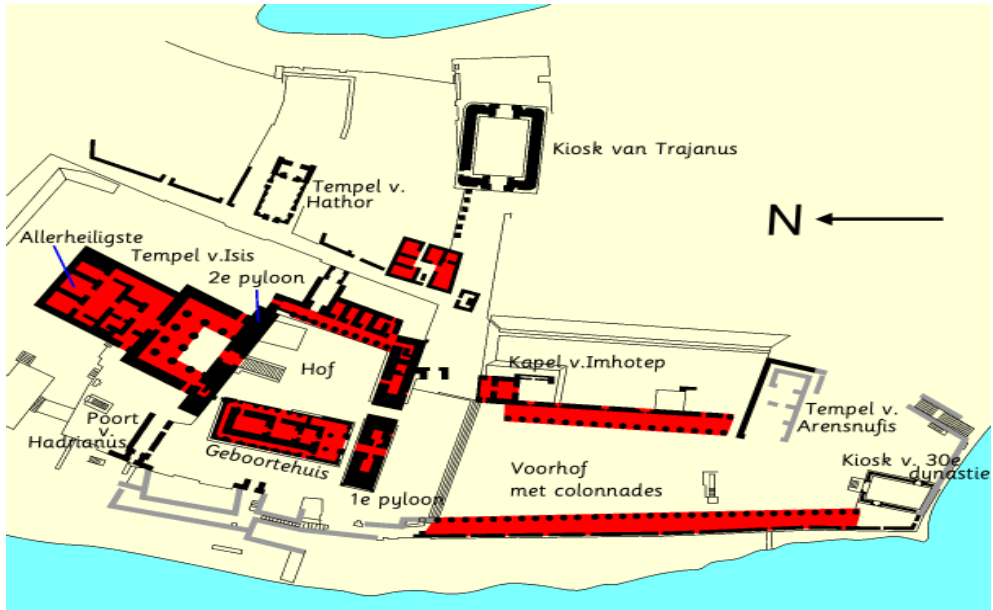 Kiosk van Trajanus
Tempel v.
Hathor
N
Allerheiligste
Tempel v.Isis
2e pyloon
Hof
Kapel v.Imhotep
Poort
v.
Hadrianus
Geboortehuis
1e pyloon
Voorhof
met colonnades
Tempel v.
Arensnufis
Kiosk v. 30e
dynastie